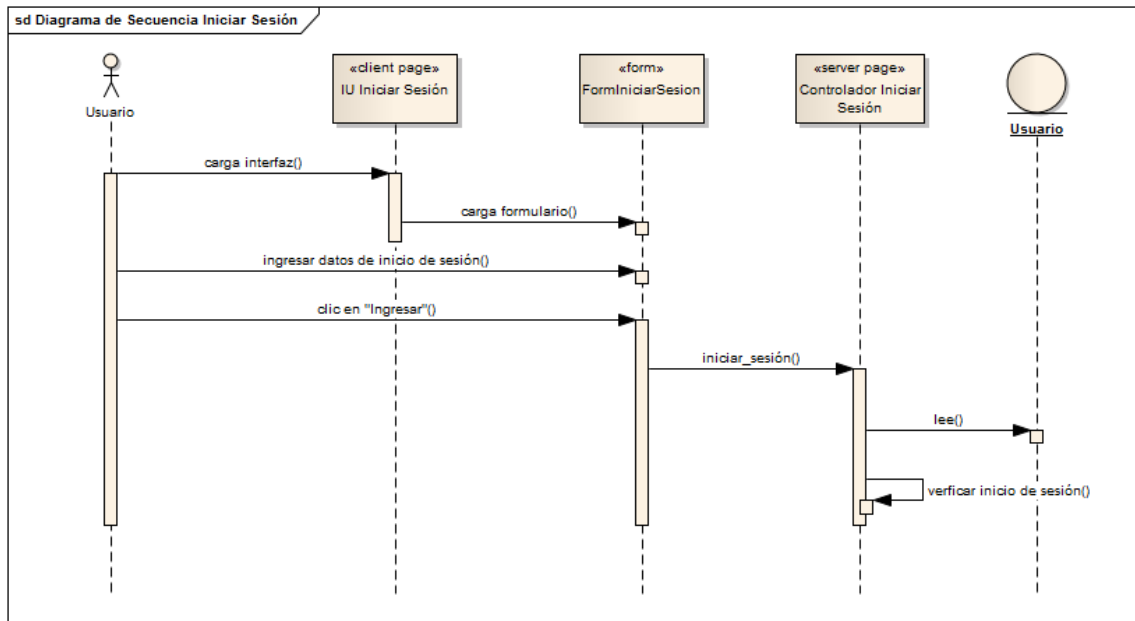 sd Diagrama de Secuencia Iniciar Sesión
Usuario
«client page»
IU Iniciar Sesión
«form»
FormIniciarSesion
«server page»
Controlador Iniciar
Sesión
Usuario
carga interfaz()
carga formulario()
ingresar datos de inicio de sesión()
clic en "Ingresar"()
iniciar_sesión()
lee()
verficar inicio de sesión()